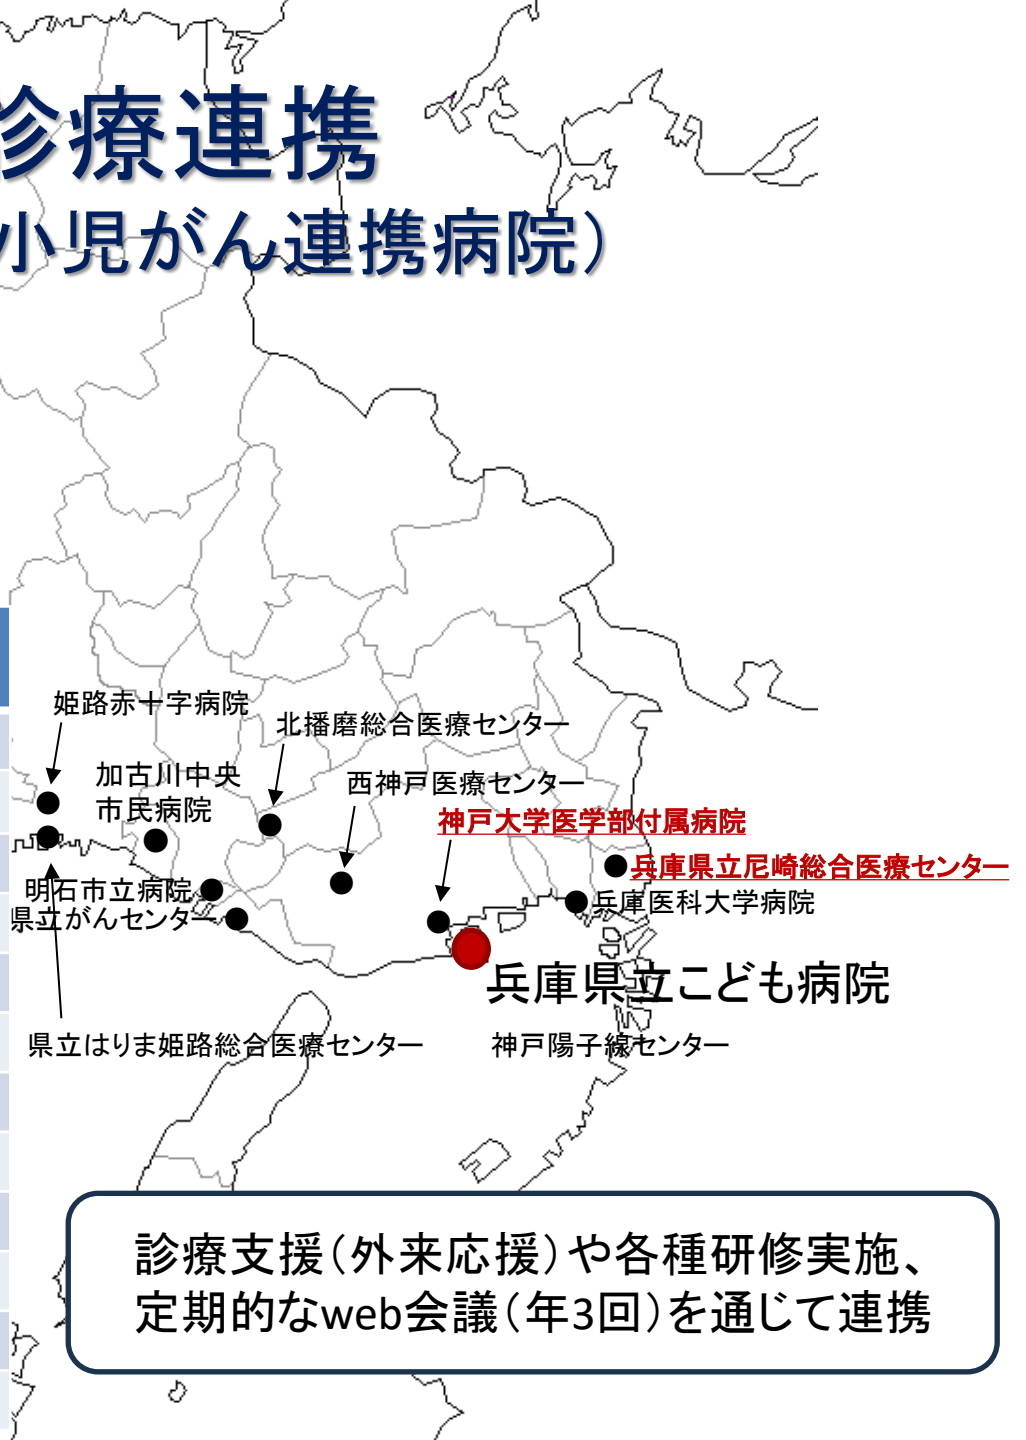 診療連携
小児がん連携病院）
姫路赤十字病院
北播磨総合医療センター
加古川中央
市民病院
西神戸医療センター
神戸大学医学部付属病院
兵庫県立尼崎総合医療センター
明石市立病院
兵庫医科大学病院
県立がんセンター
兵庫県立こども病院
県立はりま姫路総合医療センター
神戸陽子線センター
診療支援（外来応援）や各種研修実施、
定期的なweb会議（年3回）を通じて連携